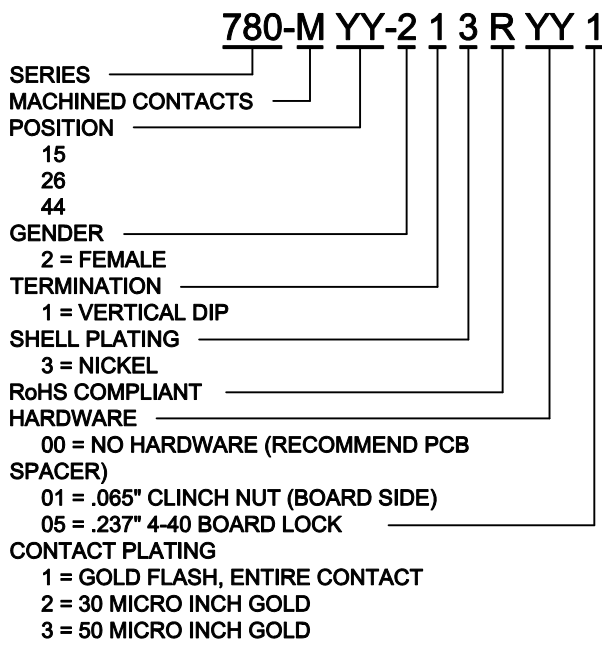 780-M YY-2 1 3 R YY 1
SERIES
MACHINED CONTACTS
POSITION
15
26
44
GENDER
2 = FEMALE
TERMINATION
1 = VERTICAL DIP
SHELL PLATING
3 = NICKEL
RoHS COMPLIANT
HARDWARE
00 = NO HARDWARE (RECOMMEND PCB
SPACER)
01 = .065" CLINCH NUT (BOARD SIDE)
05 = .237" 4-40 BOARD LOCK
CONTACT PLATING
1 = GOLD FLASH, ENTIRE CONTACT
2 = 30 MICRO INCH GOLD
3 = 50 MICRO INCH GOLD